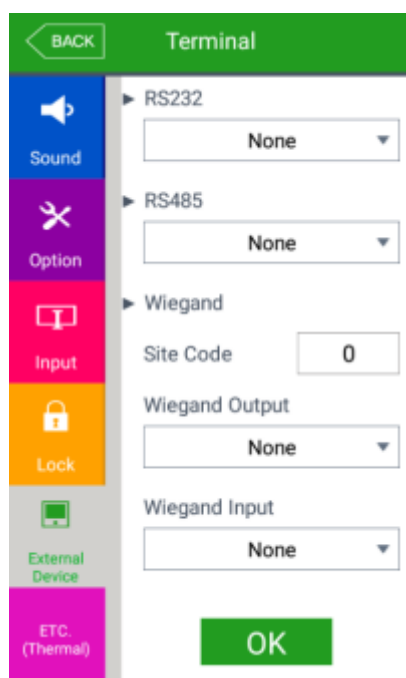 BACK
Terminal
Sound
Option
Input
Lock
External
Device
ETC.
(Thermal)
RS232
None
RS485
None
Wiegand
Site Code 0
Wiegand Output
None
Wiegand Input
None
OK